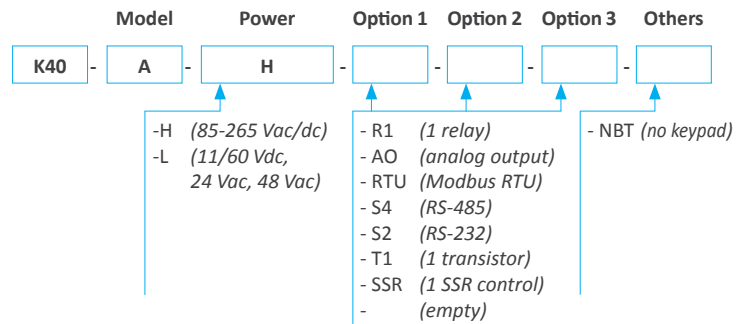 Model Power Option 1 Option 2 Option 3 Others
K40 - A - H - - - -
-H (85-265 Vac/dc)
-L (11/60 Vdc,
24 Vac, 48 Vac)
- R1 (1 relay)
- AO (analog output)
- RTU (Modbus RTU)
- S4 (RS-485)
- S2 (RS-232)
- T1 (1 transistor)
- SSR (1 SSR control)
- (empty)
- NBT (no keypad)